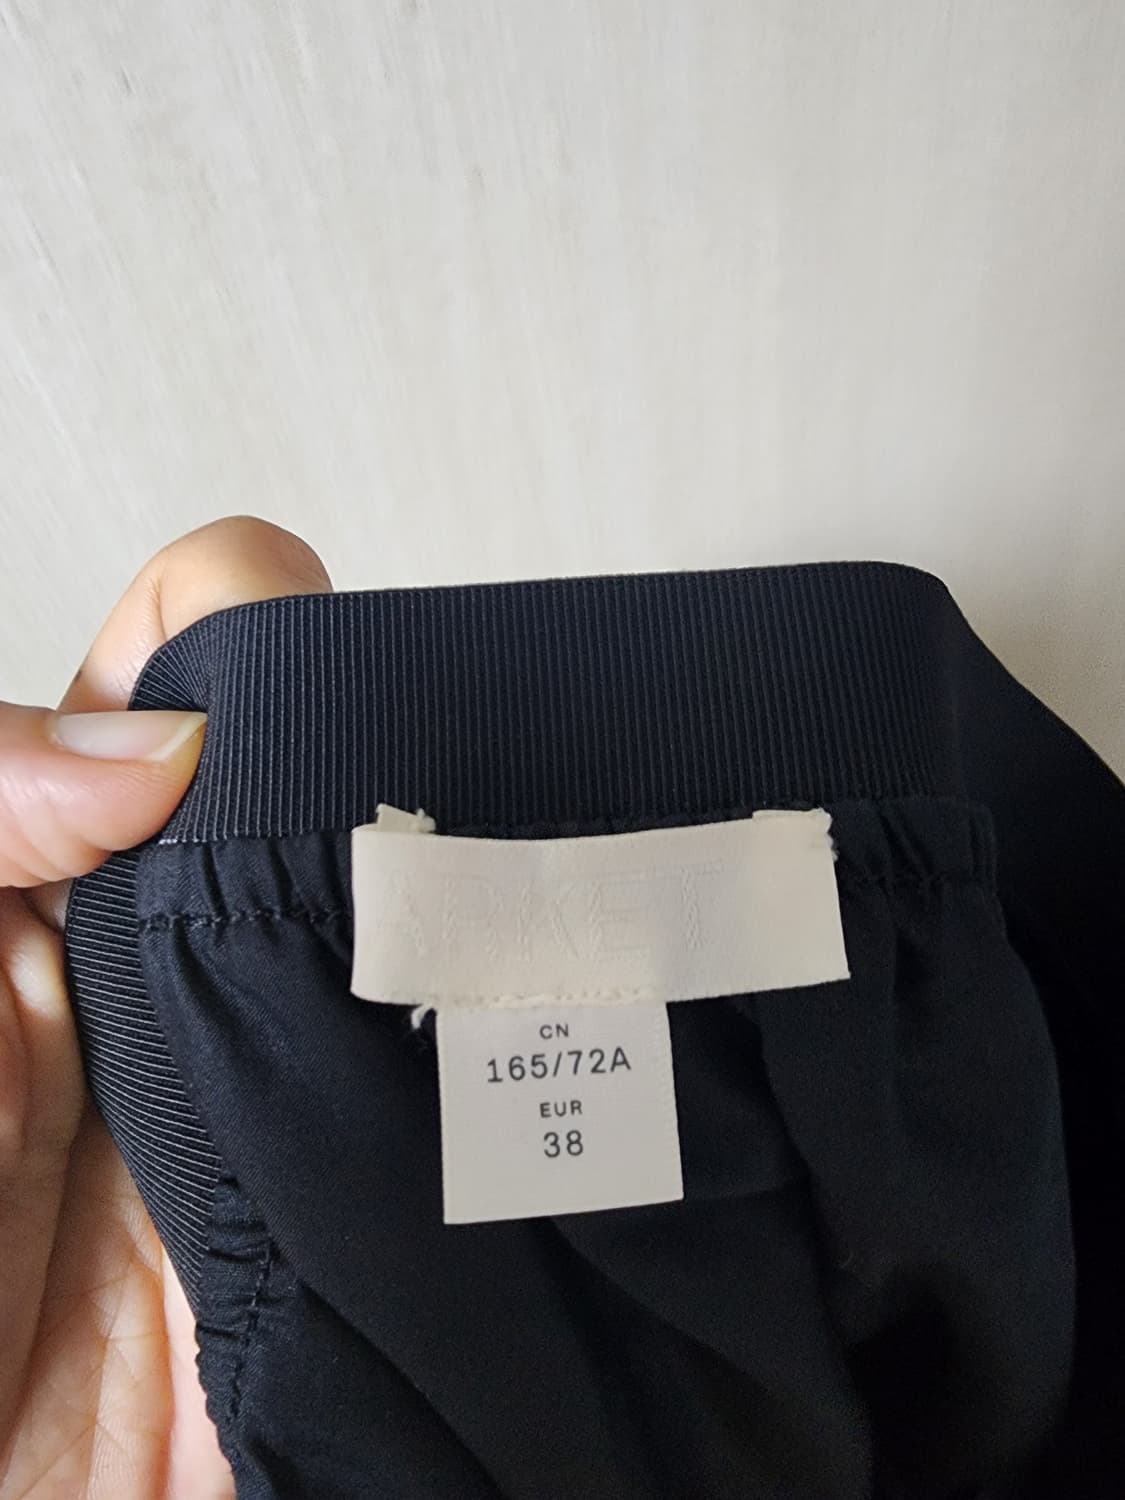 ARKET
CN
165/72A
EUR
38